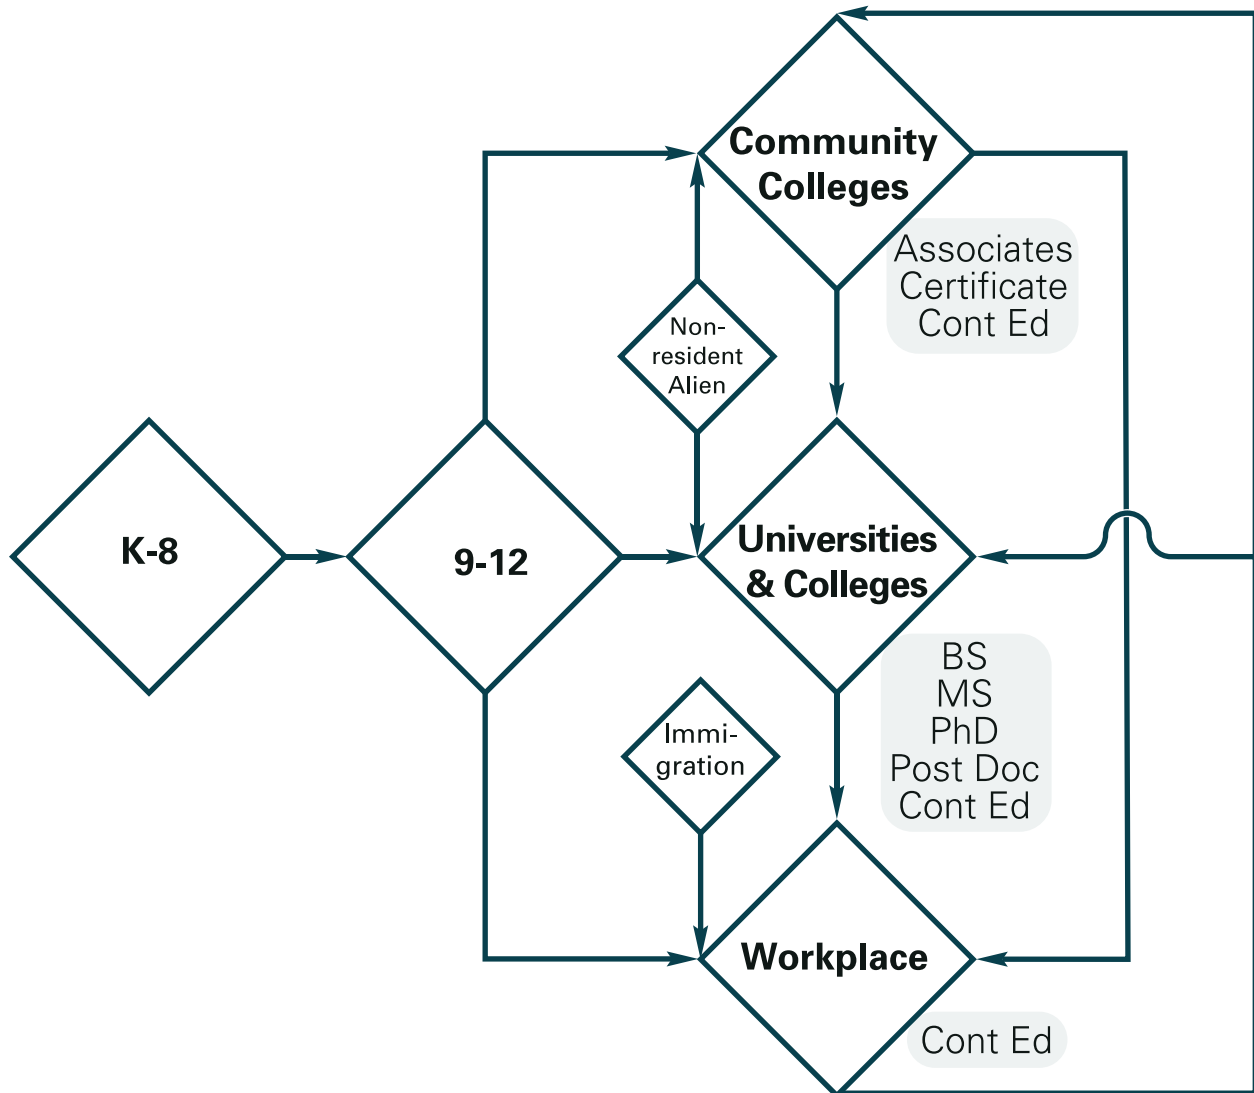 Community
Colleges
Associates
Certificate
Cont Ed
Non-
resident
Alien
K-8
9-12
Universities
& Colleges
BS
MS
PhD
Post Doc
Cont Ed
Immi-
gration
Workplace
Cont Ed